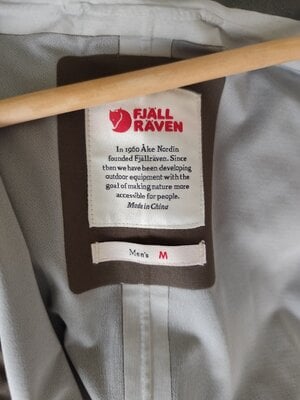 FJÄLL
RÄVEN
In 1960 Åke Nordin
founded Fjällräven. Since
then we have been developing
outdoor equipment with the
goal of making nature more
accessible for people.
Made in China
Men's M